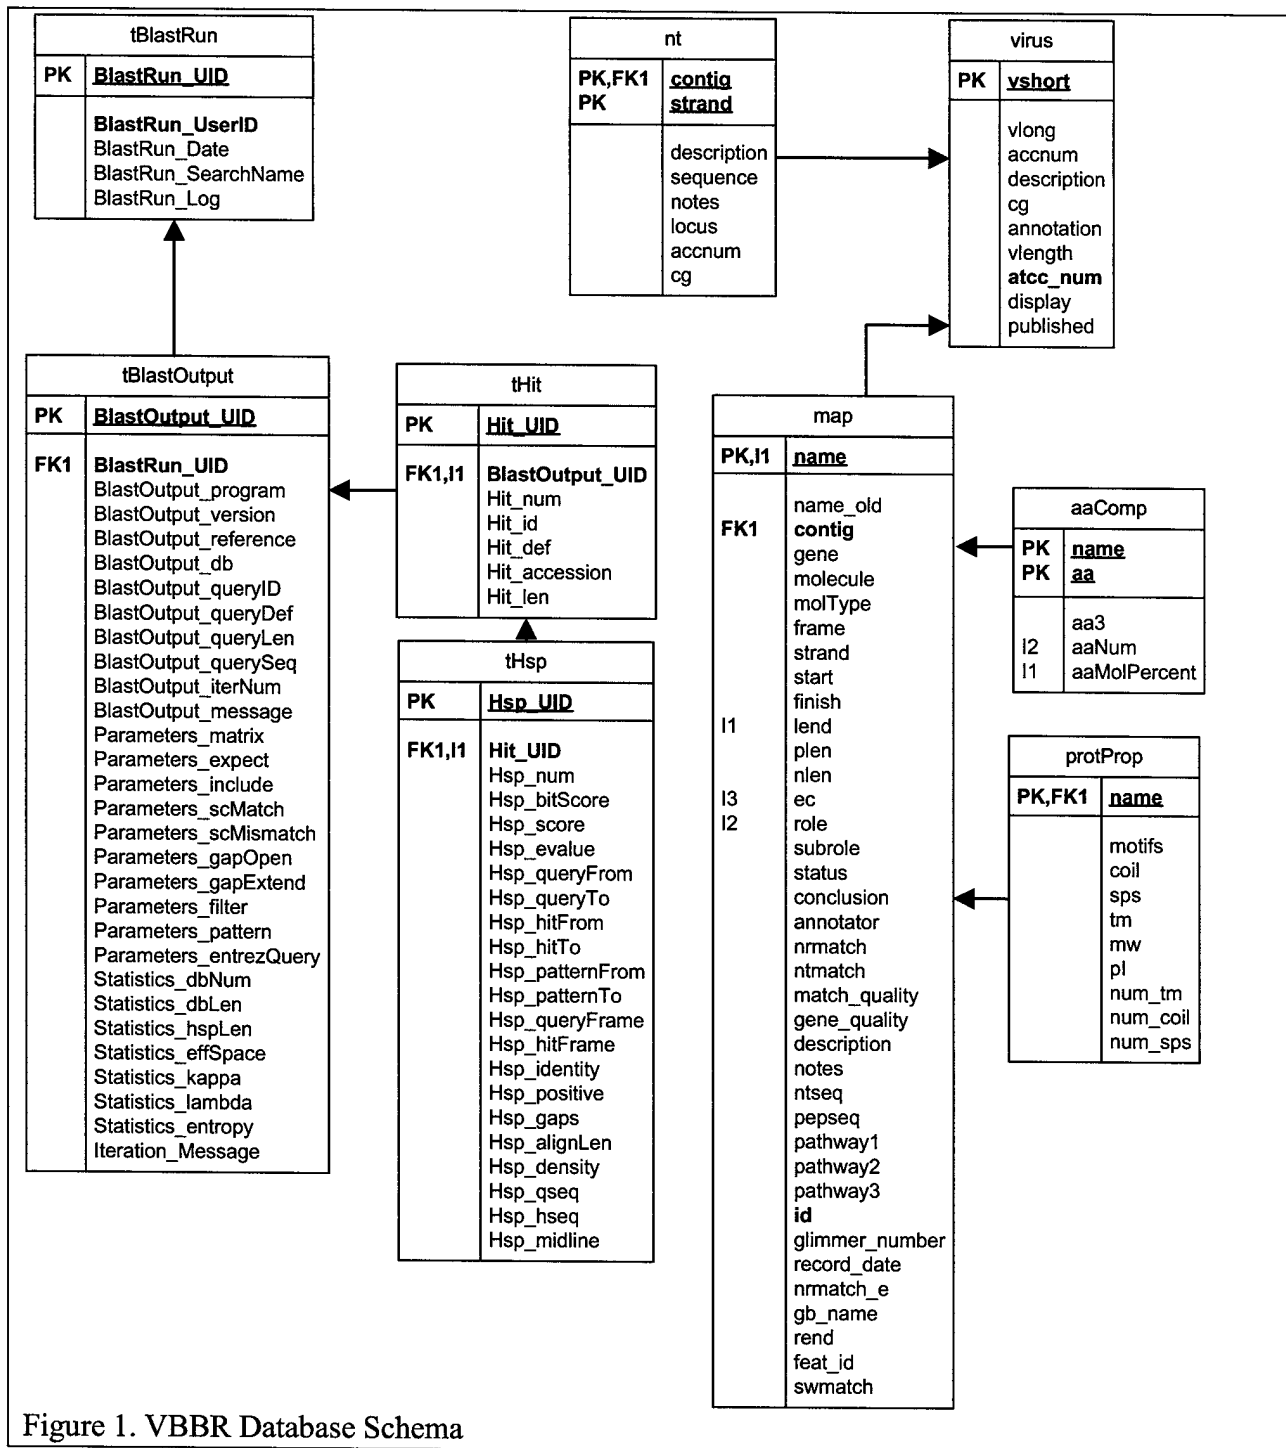 tBlastRun
PK BlastRun_UID
BlastRun_UserID
BlastRun_Date
BlastRun_SearchName
BlastRun_Log
nt
PK,FK1 contig
PK strand
description
sequence
notes
locus
accnum
cg
virus
PK vshort
vlong
accnum
description
cg
annotation
vlength
atcc_num
display
published
tBlastOutput
PK BlastOutput_UID
FK1 BlastRun_UID
BlastOutput_program
BlastOutput_version
BlastOutput_reference
BlastOutput_db
BlastOutput_queryID
BlastOutput_queryDef
BlastOutput_queryLen
BlastOutput_querySeq
BlastOutput_iterNum
BlastOutput_message
Parameters_matrix
Parameters_expect
Parameters_include
Parameters_scMatch
Parameters_scMismatch
Parameters_gapOpen
Parameters_gapExtend
Parameters_filter
Parameters_pattern
Parameters_entrezQuery
Statistics_dbNum
Statistics_dbLen
Statistics_hspLen
Statistics_effSpace
Statistics_kappa
Statistics_lambda
Statistics_entropy
Iteration_Message
tHit
PK Hit_UID
FK1,I1 BlastOutput_UID
Hit_num
Hit_id
Hit_def
Hit_accession
Hit_len
tHsp
PK Hsp_UID
FK1,I1 Hit_UID
Hsp_num
Hsp_bitScore
Hsp_score
Hsp_evalue
Hsp_queryFrom
Hsp_queryTo
Hsp_hitFrom
Hsp_hitTo
Hsp_patternFrom
Hsp_patternTo
Hsp_queryFrame
Hsp_hitFrame
Hsp_identity
Hsp_positive
Hsp_gaps
Hsp_alignLen
Hsp_density
Hsp_qseq
Hsp_hseq
Hsp_midline
map
PK,I1 name
name_old
FK1 contig
gene
molecule
molType
frame
strand
start
finish
I1 lend
plen
nlen
I3 ec
I2 role
subrole
status
conclusion
annotator
nrmatch
ntmatch
match_quality
gene_quality
description
notes
ntseq
pepseq
pathway1
pathway2
pathway3
id
glimmer_number
record_date
nrmatch_e
gb_name
rend
feat_id
swmatch
aaComp
PK name
PK aa
aa3
I2 aaNum
I1 aaMolPercent
protProp
PK,FK1 name
motifs
coil
sps
tm
mw
pI
num_tm
num_coil
num_sps
Figure 1. VBBR Database Schema